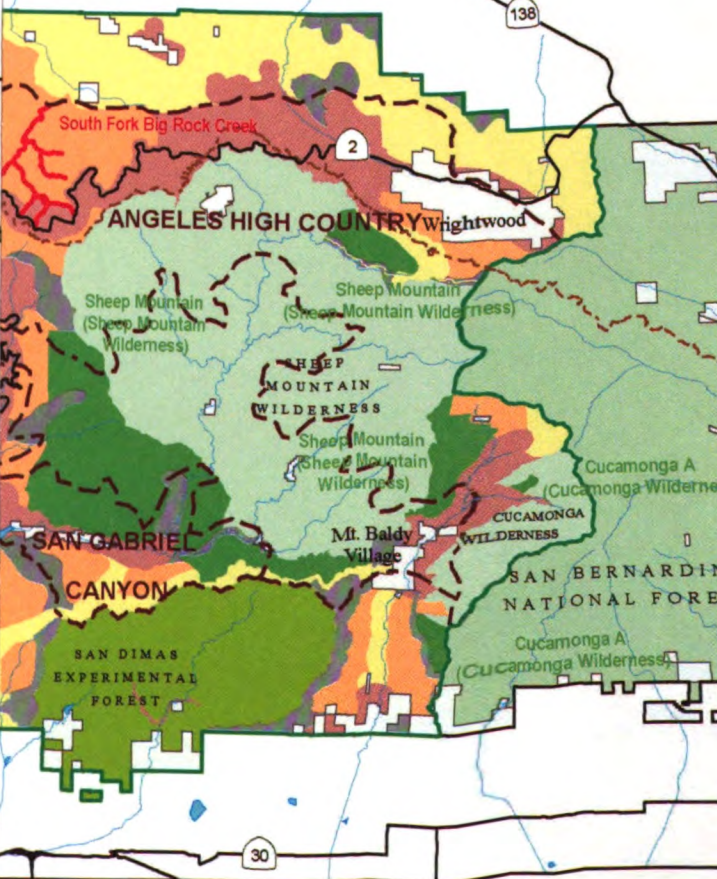 138
South Fork Big Rock Creek
2
ANGELES HIGH COUNTRY
Wrightwood
Sheep Mountain
(Sheep Mountain
Wilderness)
Sheep Mountain
(Sheep Mountain Wilderness)
SHEEP
MOUNTAIN
WILDERNESS
Sheep Mountain
(Sheep Mountain
Wilderness)
Cucamonga A
(Cucamonga Wilderne
CUCAMONGA
WILDERNESS
SAN GABRIEL
CANYON
Mt. Baldy
Village
SAN BERNARDIN
NATIONAL FORE
SAN DIMAS
EXPERIMENTAL
FOREST
Cucamonga A
(Cucamonga Wilderness)
30